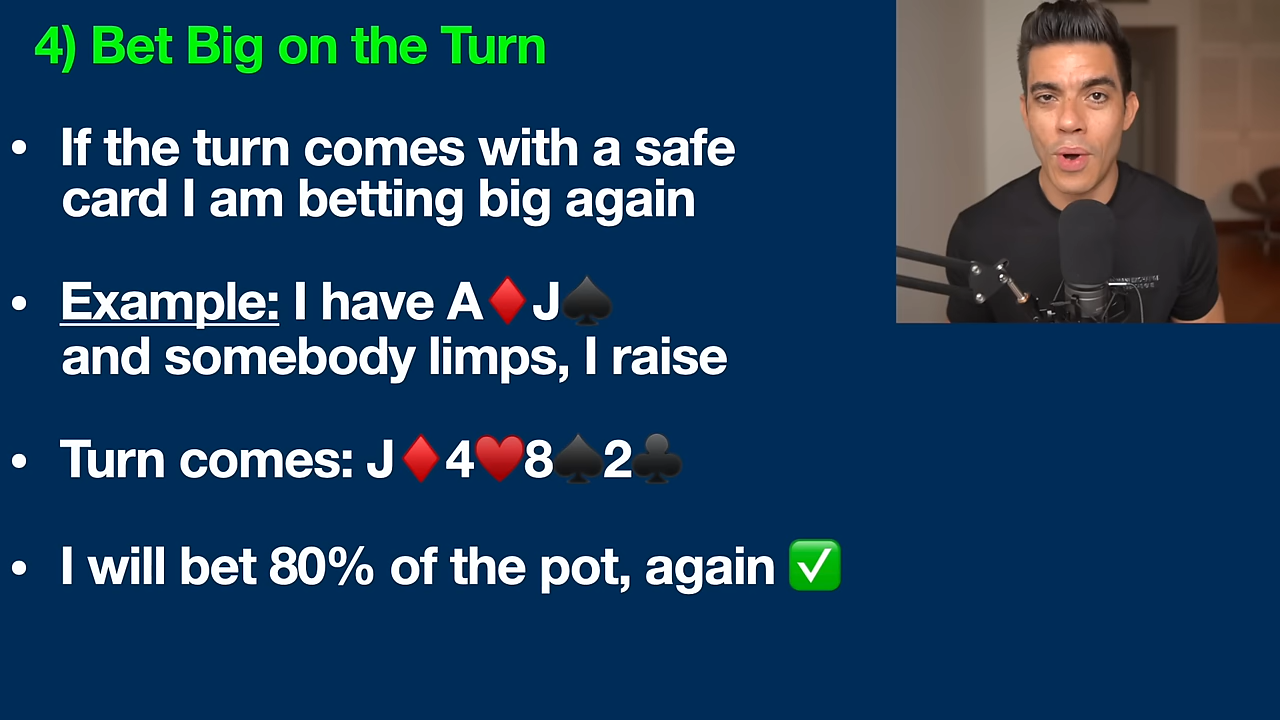 4) Bet Big on the Turn
• If the turn comes with a safe
card I am betting big again
• Example: I have A♦️J♠️
and somebody limps, I raise
• Turn comes: J♦️4♥️8♠️2♣️
• I will bet 80% of the pot, again ✅